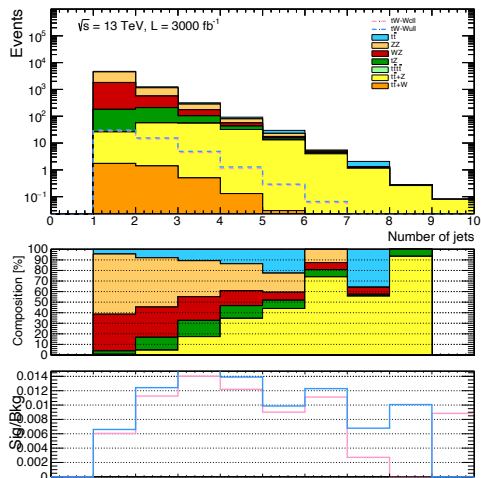 Events
√s = 13 TeV, L = 3000 fb⁻¹
tW-Wcll
tW-Wull
tt̄
ZZ
WZ
tZ
tt̄tt̄
tt̄+Z
tt̄+W
10⁶
10⁵
10⁴
10³
10²
10
1
10⁻¹
0 1 2 3 4 5 6 7 8 9 10
Number of jets
Composition [%]
100
90
80
70
60
50
40
30
20
10
0
Sig/Bkg
0.014
0.012
0.01
0.008
0.006
0.004
0.002
0